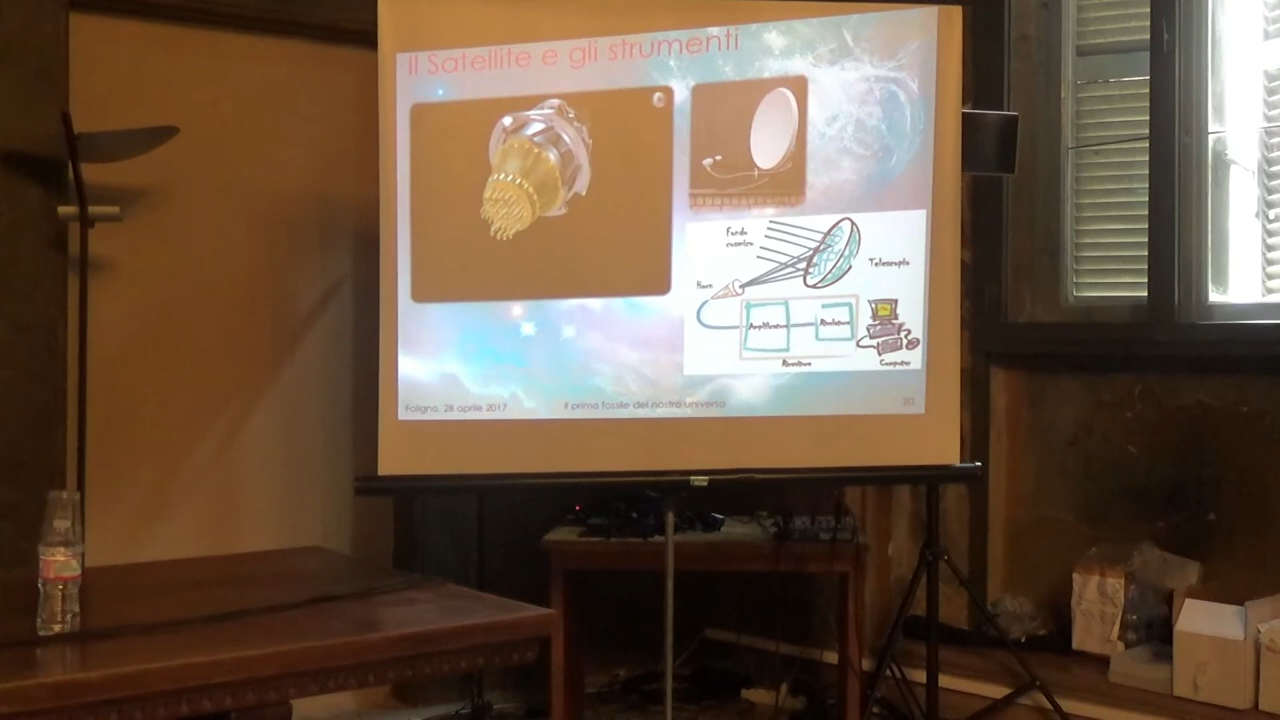 Il Satellite e gli strumenti
Fondo
cosmico
Telescopio
Horn
Amplificatore
Rivelatore
Ricevitore
Computer
Foligno, 28 aprile 2017
il primo fossile del nostro universo
20